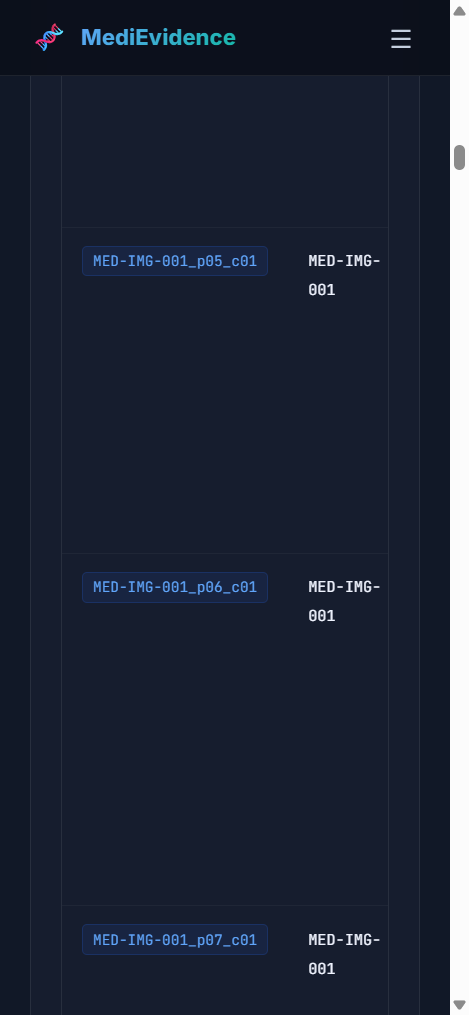 MediEvidence
MED-IMG-001_p05_c01
MED-IMG-
001
MED-IMG-001_p06_c01
MED-IMG-
001
MED-IMG-001_p07_c01
MED-IMG-
001